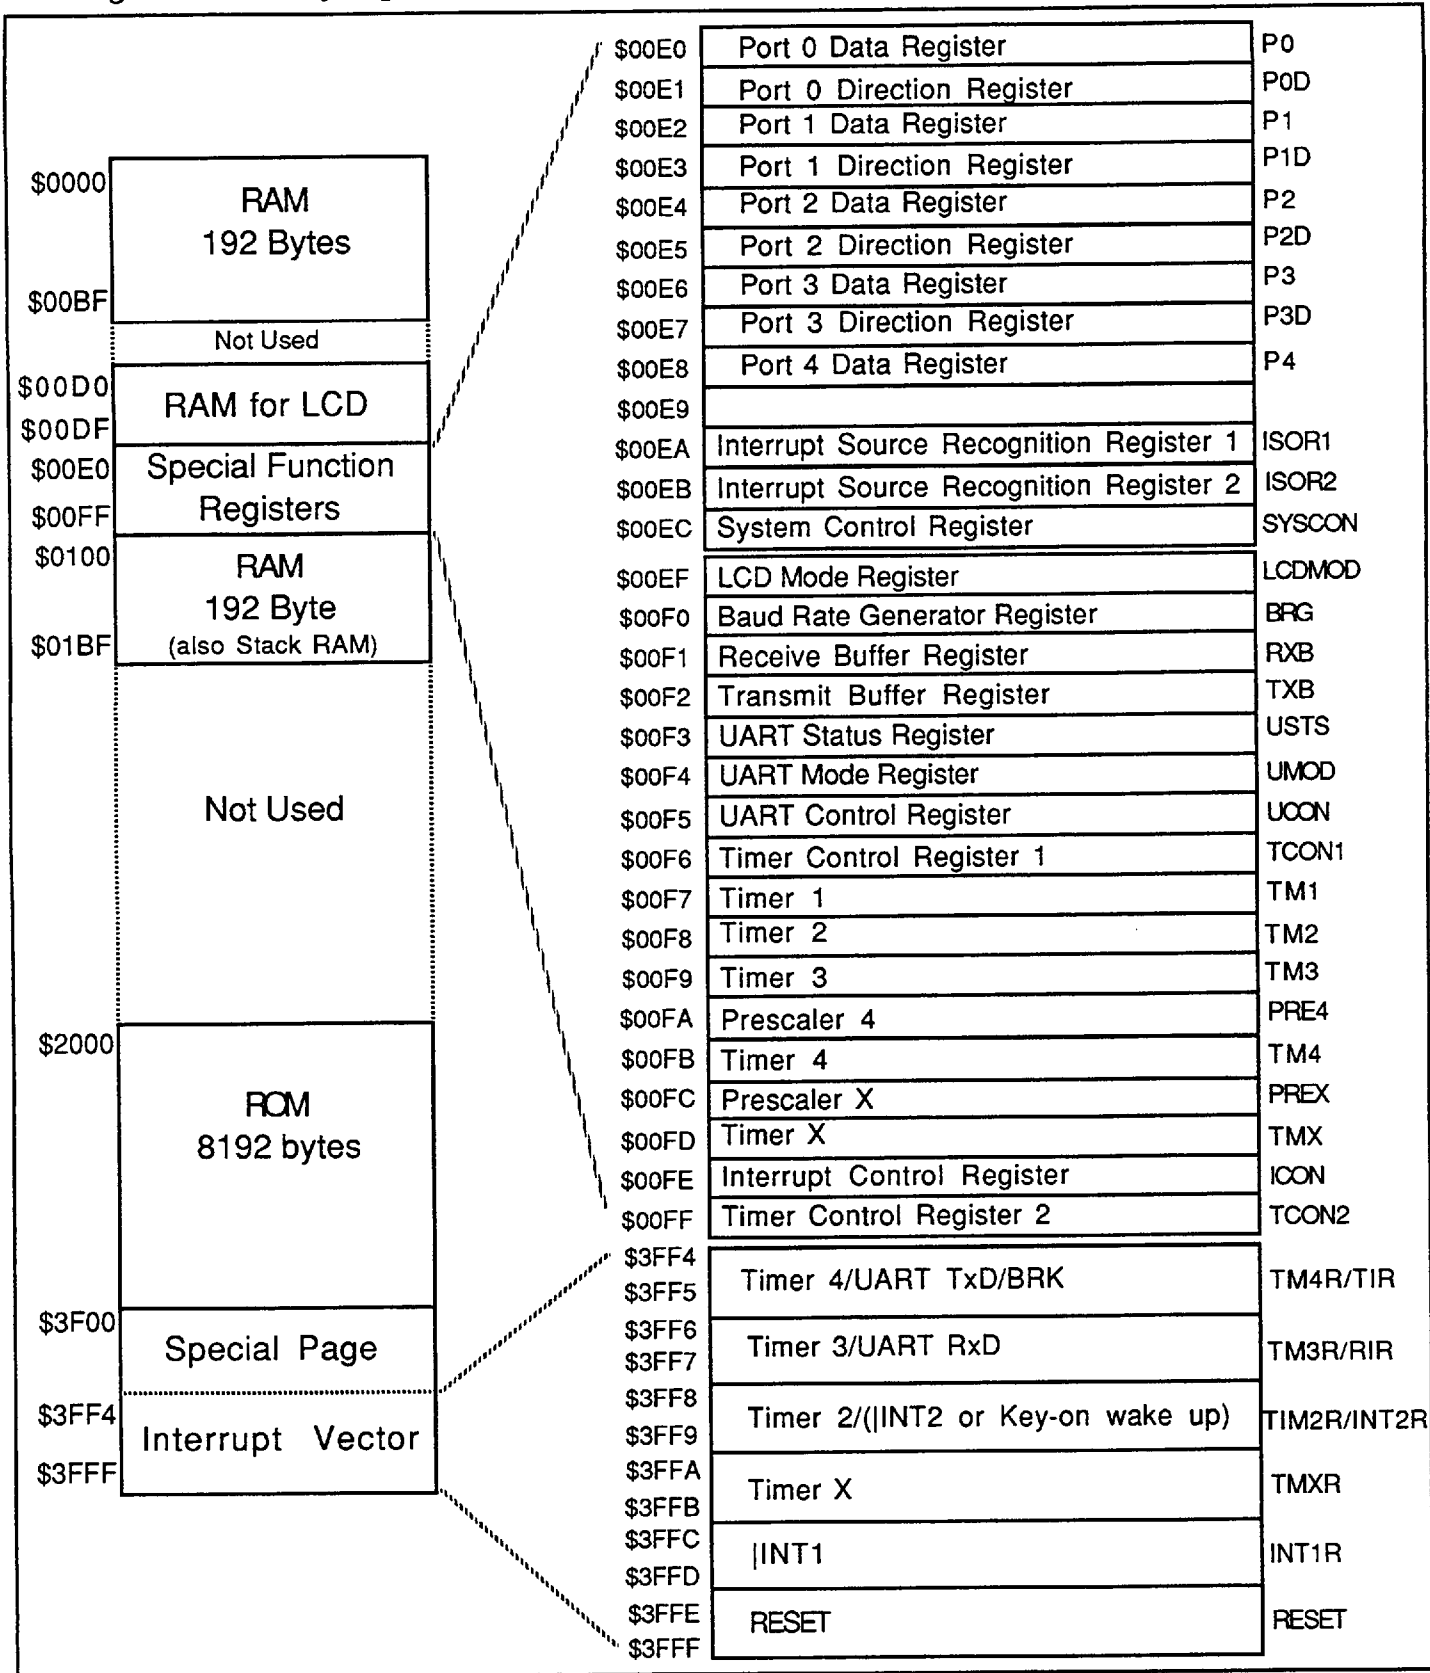 $0000
RAM
192 Bytes
$00BF
Not Used
$00D0
RAM for LCD
$00DF
$00E0
Special Function
Registers
$00FF
$0100
RAM
192 Byte
$01BF
(also Stack RAM)
Not Used
$2000
ROM
8192 bytes
$3F00
Special Page
$3FF4
Interrupt Vector
$3FFF
$00E0 Port 0 Data Register P0
$00E1 Port 0 Direction Register P0D
$00E2 Port 1 Data Register P1
$00E3 Port 1 Direction Register P1D
$00E4 Port 2 Data Register P2
$00E5 Port 2 Direction Register P2D
$00E6 Port 3 Data Register P3
$00E7 Port 3 Direction Register P3D
$00E8 Port 4 Data Register P4
$00E9
$00EA Interrupt Source Recognition Register 1 ISOR1
$00EB Interrupt Source Recognition Register 2 ISOR2
$00EC System Control Register SYSCON
$00EF LCD Mode Register LCDMOD
$00F0 Baud Rate Generator Register BRG
$00F1 Receive Buffer Register RXB
$00F2 Transmit Buffer Register TXB
$00F3 UART Status Register USTS
$00F4 UART Mode Register UMOD
$00F5 UART Control Register UCON
$00F6 Timer Control Register 1 TCON1
$00F7 Timer 1 TM1
$00F8 Timer 2 TM2
$00F9 Timer 3 TM3
$00FA Prescaler 4 PRE4
$00FB Timer 4 TM4
$00FC Prescaler X PREX
$00FD Timer X TMX
$00FE Interrupt Control Register ICON
$00FF Timer Control Register 2 TCON2
$3FF4
Timer 4/UART TxD/BRK TM4R/TIR
$3FF5
$3FF6
Timer 3/UART RxD TM3R/RIR
$3FF7
$3FF8
Timer 2/(|INT2 or Key-on wake up) TIM2R/INT2R
$3FF9
$3FFA
Timer X TMXR
$3FFB
$3FFC
|INT1 INT1R
$3FFD
$3FFE
RESET RESET
$3FFF